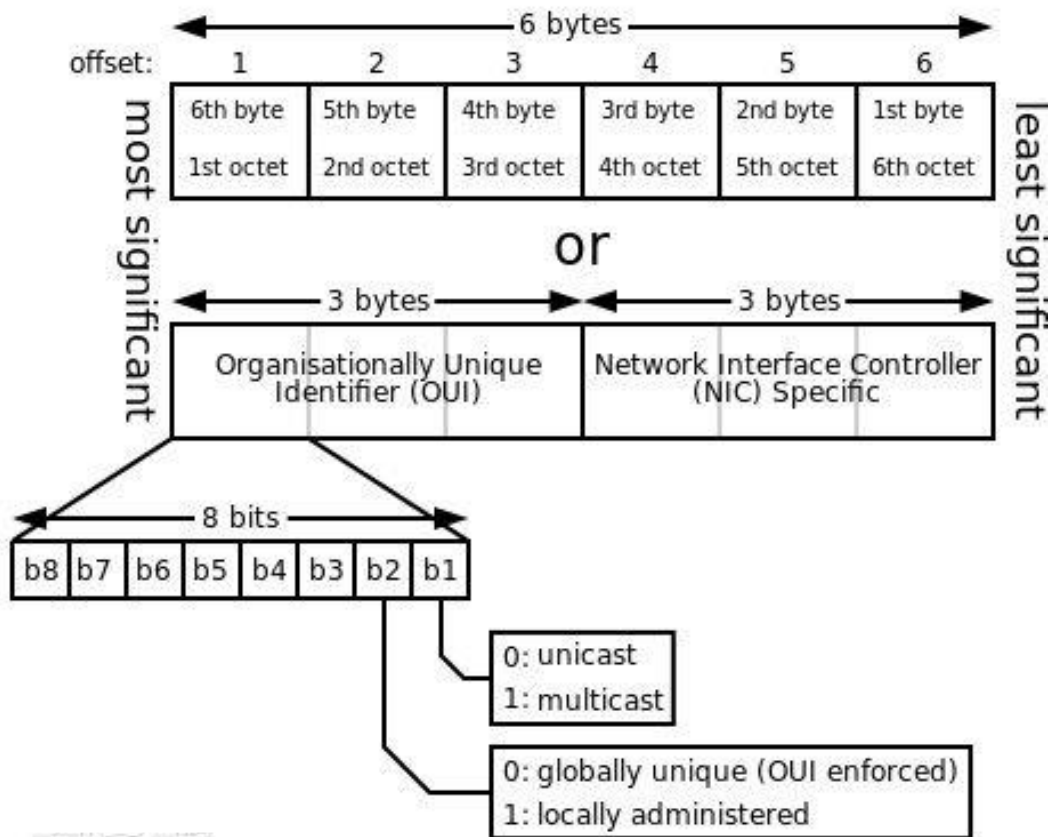 6 bytes
offset: 1 2 3 4 5 6
most significant
6th byte 5th byte 4th byte 3rd byte 2nd byte 1st byte
1st octet 2nd octet 3rd octet 4th octet 5th octet 6th octet
least significant
or
3 bytes 3 bytes
Organisationally Unique
Identifier (OUI)
Network Interface Controller
(NIC) Specific
8 bits
b8 b7 b6 b5 b4 b3 b2 b1
0: unicast
1: multicast
0: globally unique (OUI enforced)
1: locally administered